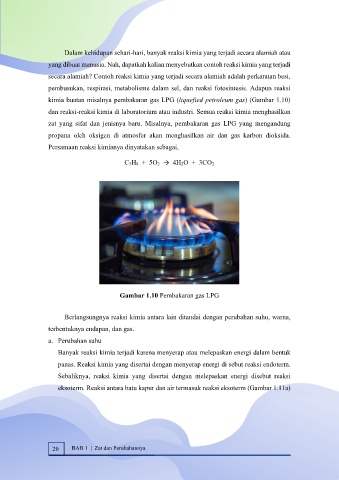 Dalam kehidupan sehari-hari, banyak reaksi kimia yang terjadi secara alamiah atau
yang dibuat manusia. Nah, dapatkah kalian menyebutkan contoh reaksi kimia yang terjadi
secara alamiah? Contoh reaksi kimia yang terjadi secara alamiah adalah perkaratan besi,
pembusukan, respirasi, metabolisme dalam sel, dan reaksi fotosintesis. Adapun reaksi
kimia buatan misalnya pembakaran gas LPG (liquefied petroleum gas) (Gambar 1.10)
dan reaksi-reaksi kimia di laboratorium atau industri. Semua reaksi kimia menghasilkan
zat yang sifat dan jenisnya baru. Misalnya, pembakaran gas LPG yang mengandung
propana oleh oksigen di atmosfer akan menghasilkan air dan gas karbon dioksida.
Persamaan reaksi kimianya dinyatakan sebagai,
C₃H₈ + 5O₂ → 4H₂O + 3CO₂
Gambar 1.10 Pembakaran gas LPG
Berlangsungnya reaksi kimia antara lain ditandai dengan perubahan suhu, warna,
terbentuknya endapan, dan gas.
a. Perubahan suhu
Banyak reaksi kimia terjadi karena menyerap atau melepaskan energi dalam bentuk
panas. Reaksi kimia yang disertai dengan menyerap energi di sebut reaksi endoterm.
Sebaliknya, reaksi kimia yang disertai dengan melepaskan energi disebut reaksi
eksoterm. Reaksi antara batu kapur dan air termasuk reaksi eksoterm (Gambar 1.11a)
20 BAB 1 | Zat dan Perubahannya